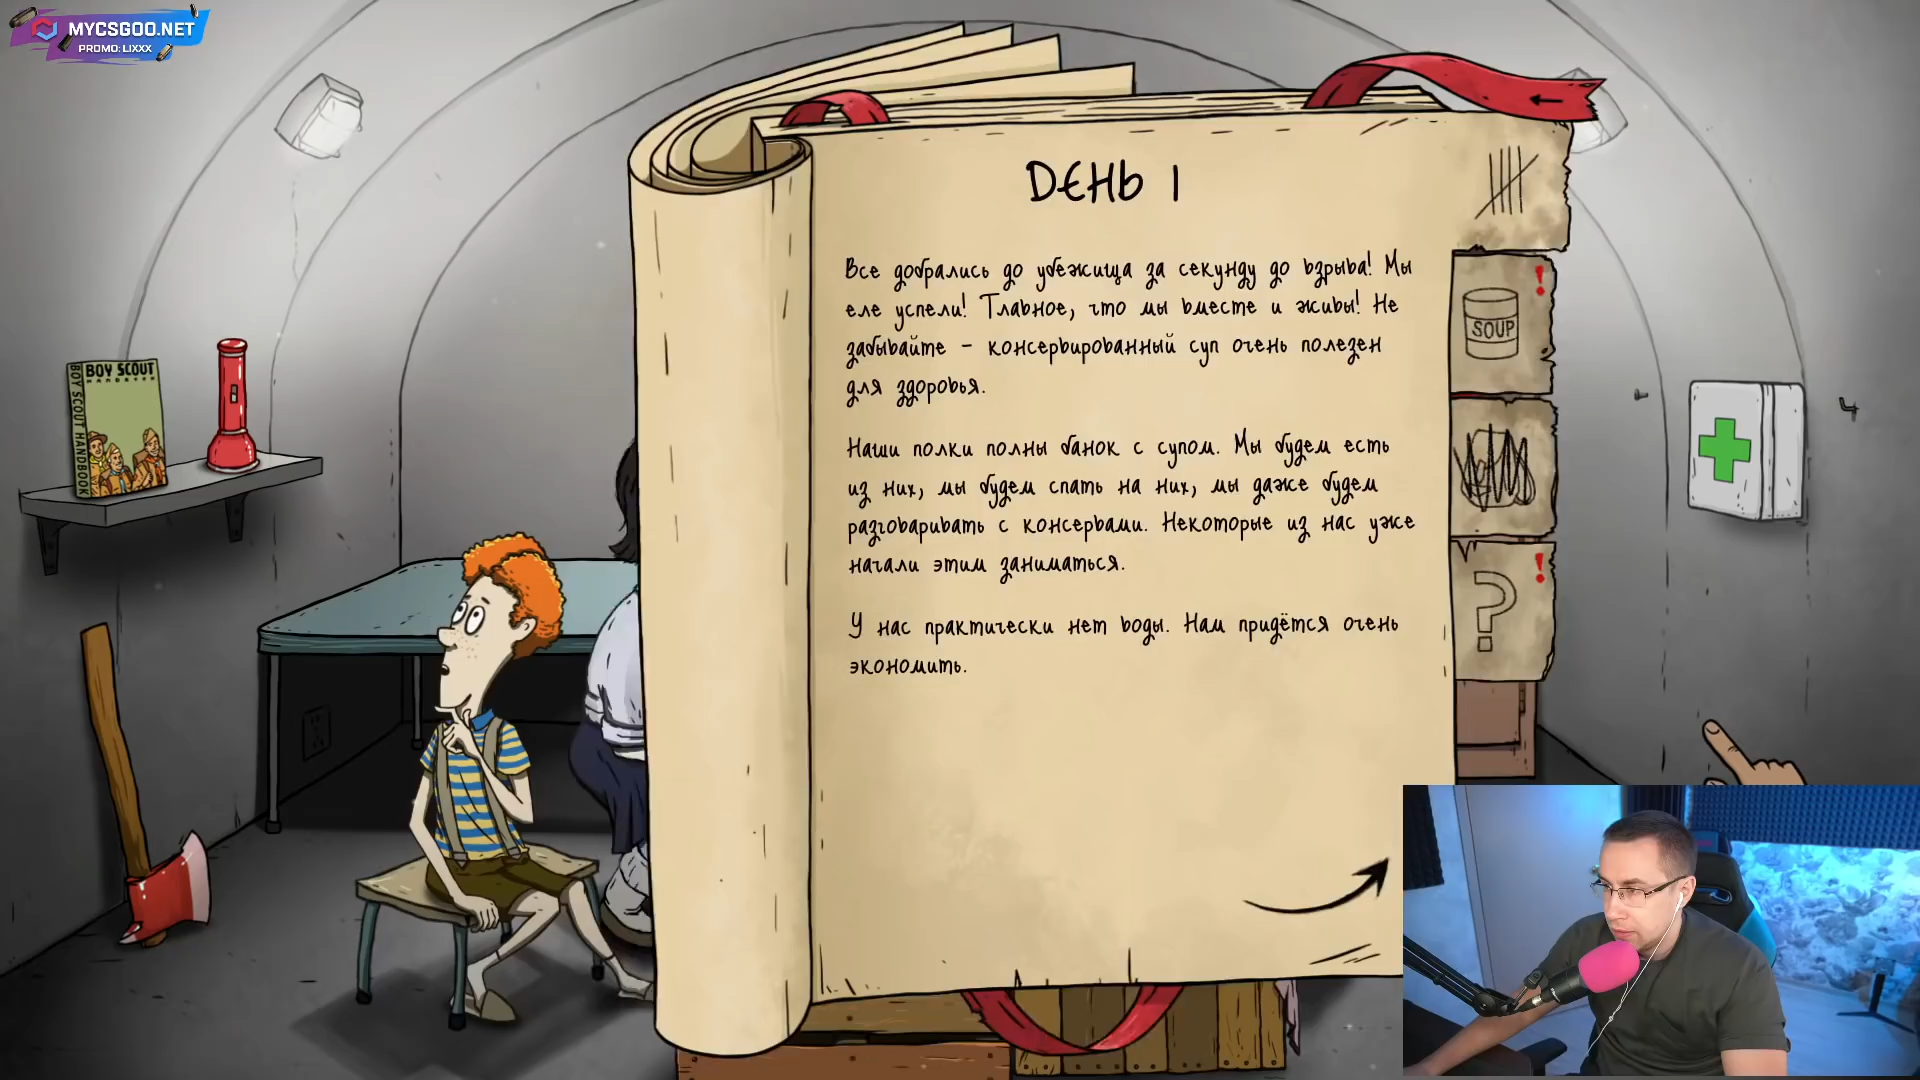 MYCSGOO.NET
PROMO: LIXXX
ДЕНЬ 1
Все добрались до убежища за секунду до взрыва! Мы
еле успели! Главное, что мы вместе и живы! Не
забывайте - консервированный суп очень полезен
для здоровья.
Наши полки полны банок с супом. Мы будем есть
из них, мы будем спать на них, мы даже будем
разговаривать с консервами. Некоторые из нас уже
начали этим заниматься.
У нас практически нет воды. Нам придётся очень
экономить.
!
SOUP
!
?
BOY SCOUT
HANDBOOK
BOY SCOUT HANDBOOK